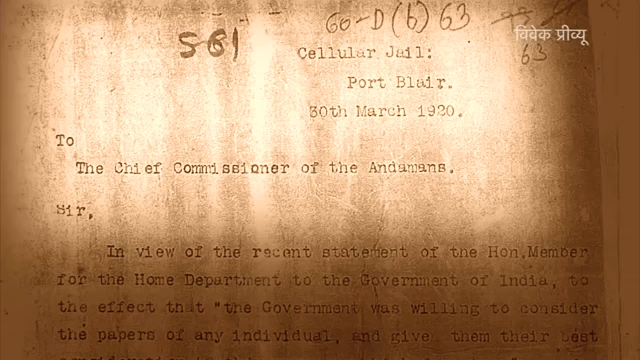 60-D(b) 63
561
विवेक प्रीव्यू
63
Cellular Jail:
Port Blair.
30th March 1920.
To
The Chief Commissioner of the Andamans.
Sir,
In view of the recent statement of the Hon.Member
for the Home Department to the Government of India, to
the effect that "the Government was willing to consider
the papers of any individual, and give them their best